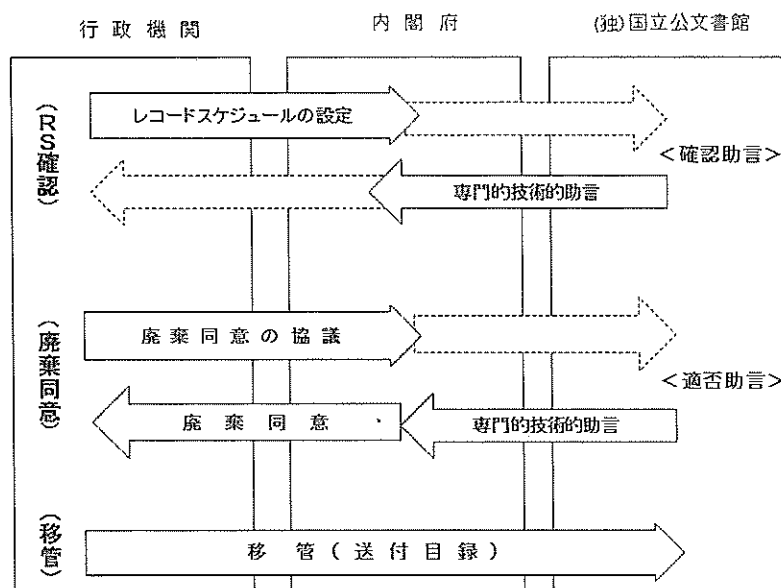 行政機関
内閣府
(独)国立公文書館
(RS確認)
レコードスケジュールの設定
<確認助言>
専門的技術的助言
(廃棄同意)
廃棄同意の協議
<適否助言>
廃棄同意、
専門的技術的助言
(移管)
移管(送付目録)